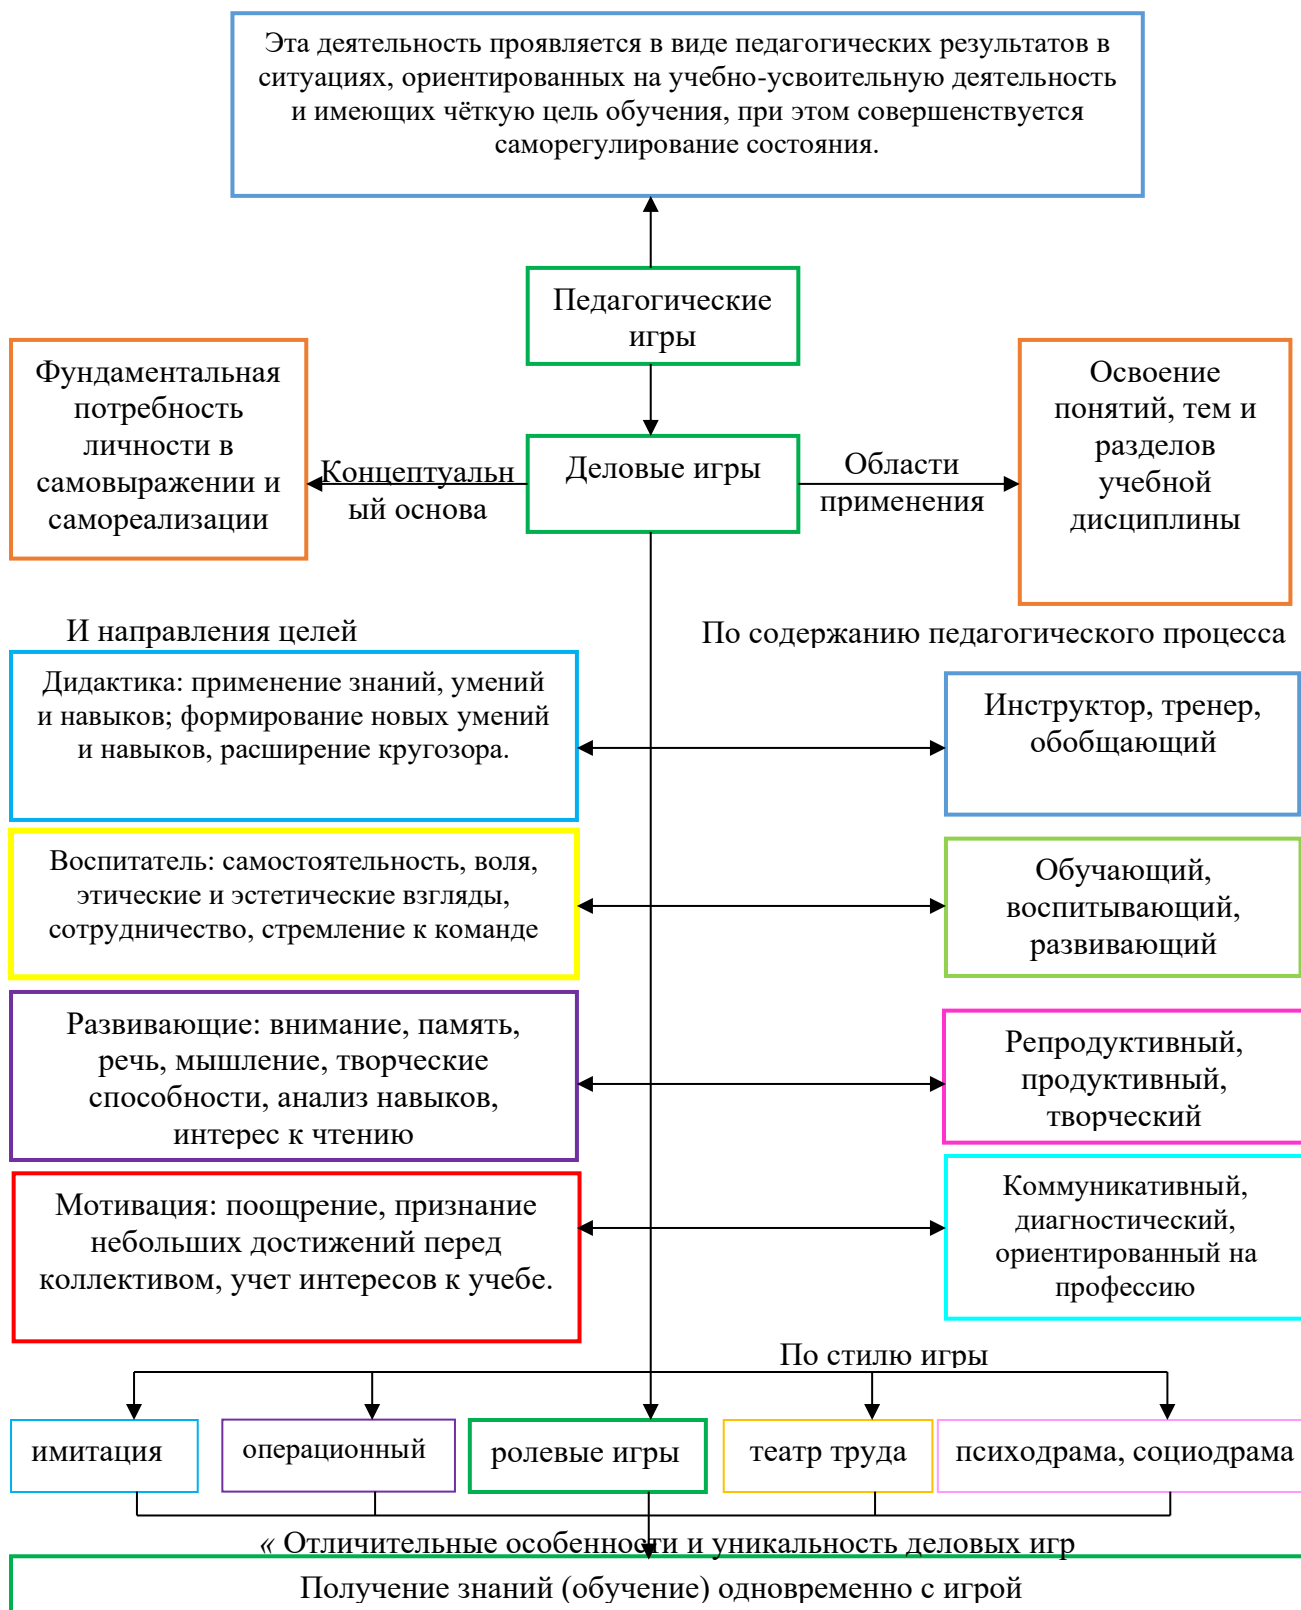 Эта деятельность проявляется в виде педагогических результатов в
ситуациях, ориентированных на учебно-усвоительную деятельность
и имеющих чёткую цель обучения, при этом совершенствуется
саморегулирование состояния.
Педагогические
игры
Фундаментальная
потребность
личности в
самовыражении и
самореализации
Концептуальн
ый основа
Деловые игры
Области
применения
Освоение
понятий, тем и
разделов
учебной
дисциплины
И направления целей
По содержанию педагогического процесса
Дидактика: применение знаний, умений
и навыков; формирование новых умений
и навыков, расширение кругозора.
Инструктор, тренер,
обобщающий
Воспитатель: самостоятельность, воля,
этические и эстетические взгляды,
сотрудничество, стремление к команде
Обучающий,
воспитывающий,
развивающий
Развивающие: внимание, память,
речь, мышление, творческие
способности, анализ навыков,
интерес к чтению
Репродуктивный,
продуктивный,
творческий
Мотивация: поощрение, признание
небольших достижений перед
коллективом, учет интересов к учебе.
Коммуникативный,
диагностический,
ориентированный на
профессию
По стилю игры
имитация
операционный
ролевые игры
театр труда
психодрама, социодрама
« Отличительные особенности и уникальность деловых игр
Получение знаний (обучение) одновременно с игрой